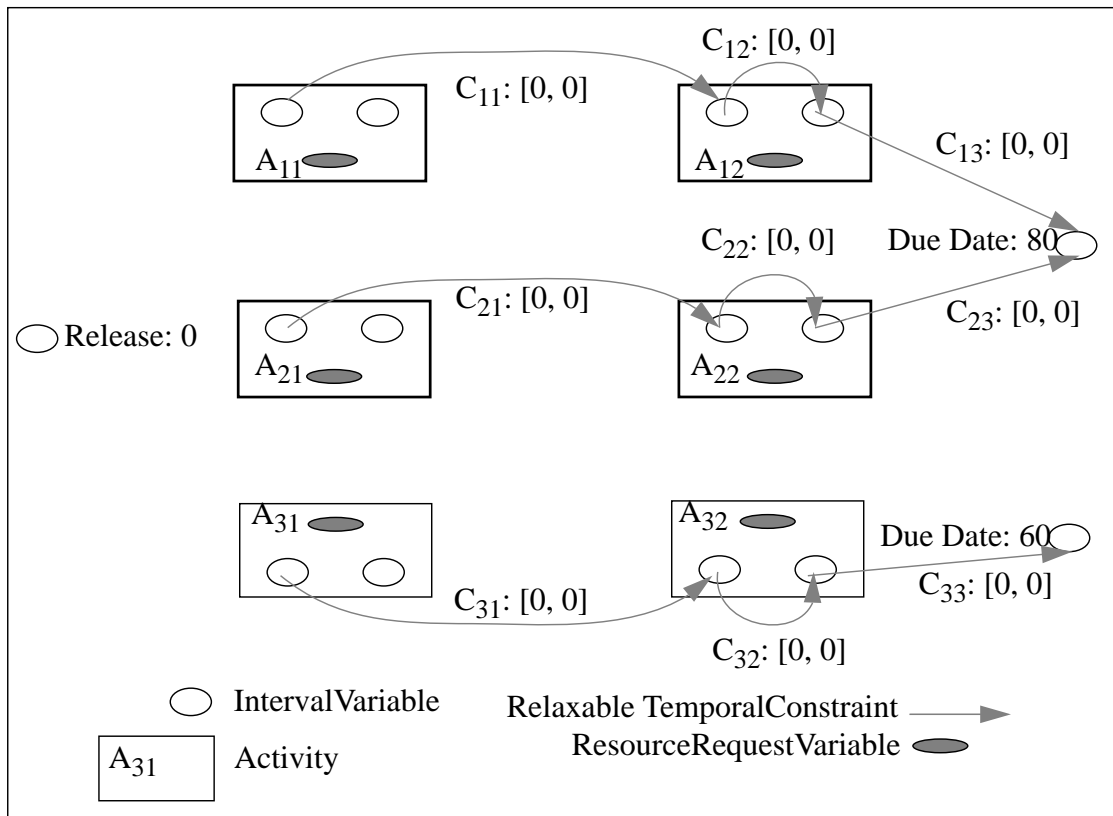 C12: [0, 0]
C11: [0, 0]
A11
A12
C13: [0, 0]
C22: [0, 0]
Due Date: 80
C21: [0, 0]
C23: [0, 0]
Release: 0
A21
A22
A31
A32
Due Date: 60
C31: [0, 0]
C33: [0, 0]
C32: [0, 0]
IntervalVariable
Relaxable TemporalConstraint
ResourceRequestVariable
A31
Activity